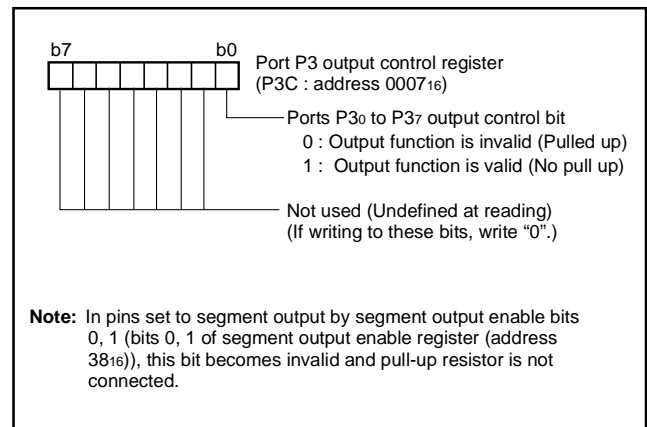 b7 b0
Port P3 output control register
(P3C : address 000716)
Ports P30 to P37 output control bit
0 : Output function is invalid (Pulled up)
1 : Output function is valid (No pull up)
Not used (Undefined at reading)
(If writing to these bits, write “0”.)
Note: In pins set to segment output by segment output enable bits
0, 1 (bits 0, 1 of segment output enable register (address
3816)), this bit becomes invalid and pull-up resistor is not
connected.